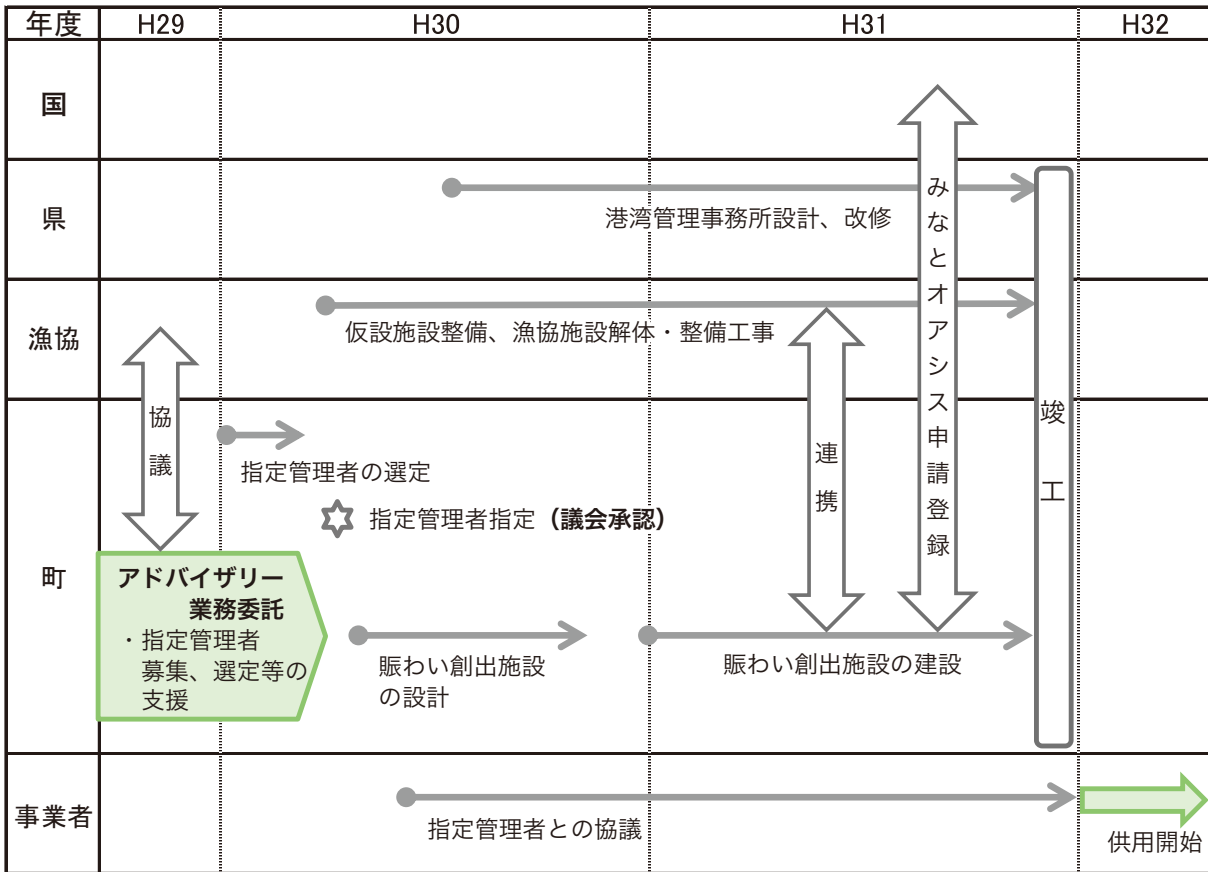 年度 H29 H30 H31 H32
国
県
港湾管理事務所設計、改修
みなとオアシス申請登録
漁協
仮設施設整備、漁協施設解体・整備工事
協議
連携
竣工
町
指定管理者の選定
指定管理者指定（議会承認）
アドバイザリー
業務委託
・指定管理者
募集、選定等の
支援
賑わい創出施設
の設計
賑わい創出施設の建設
事業者
指定管理者との協議
供用開始